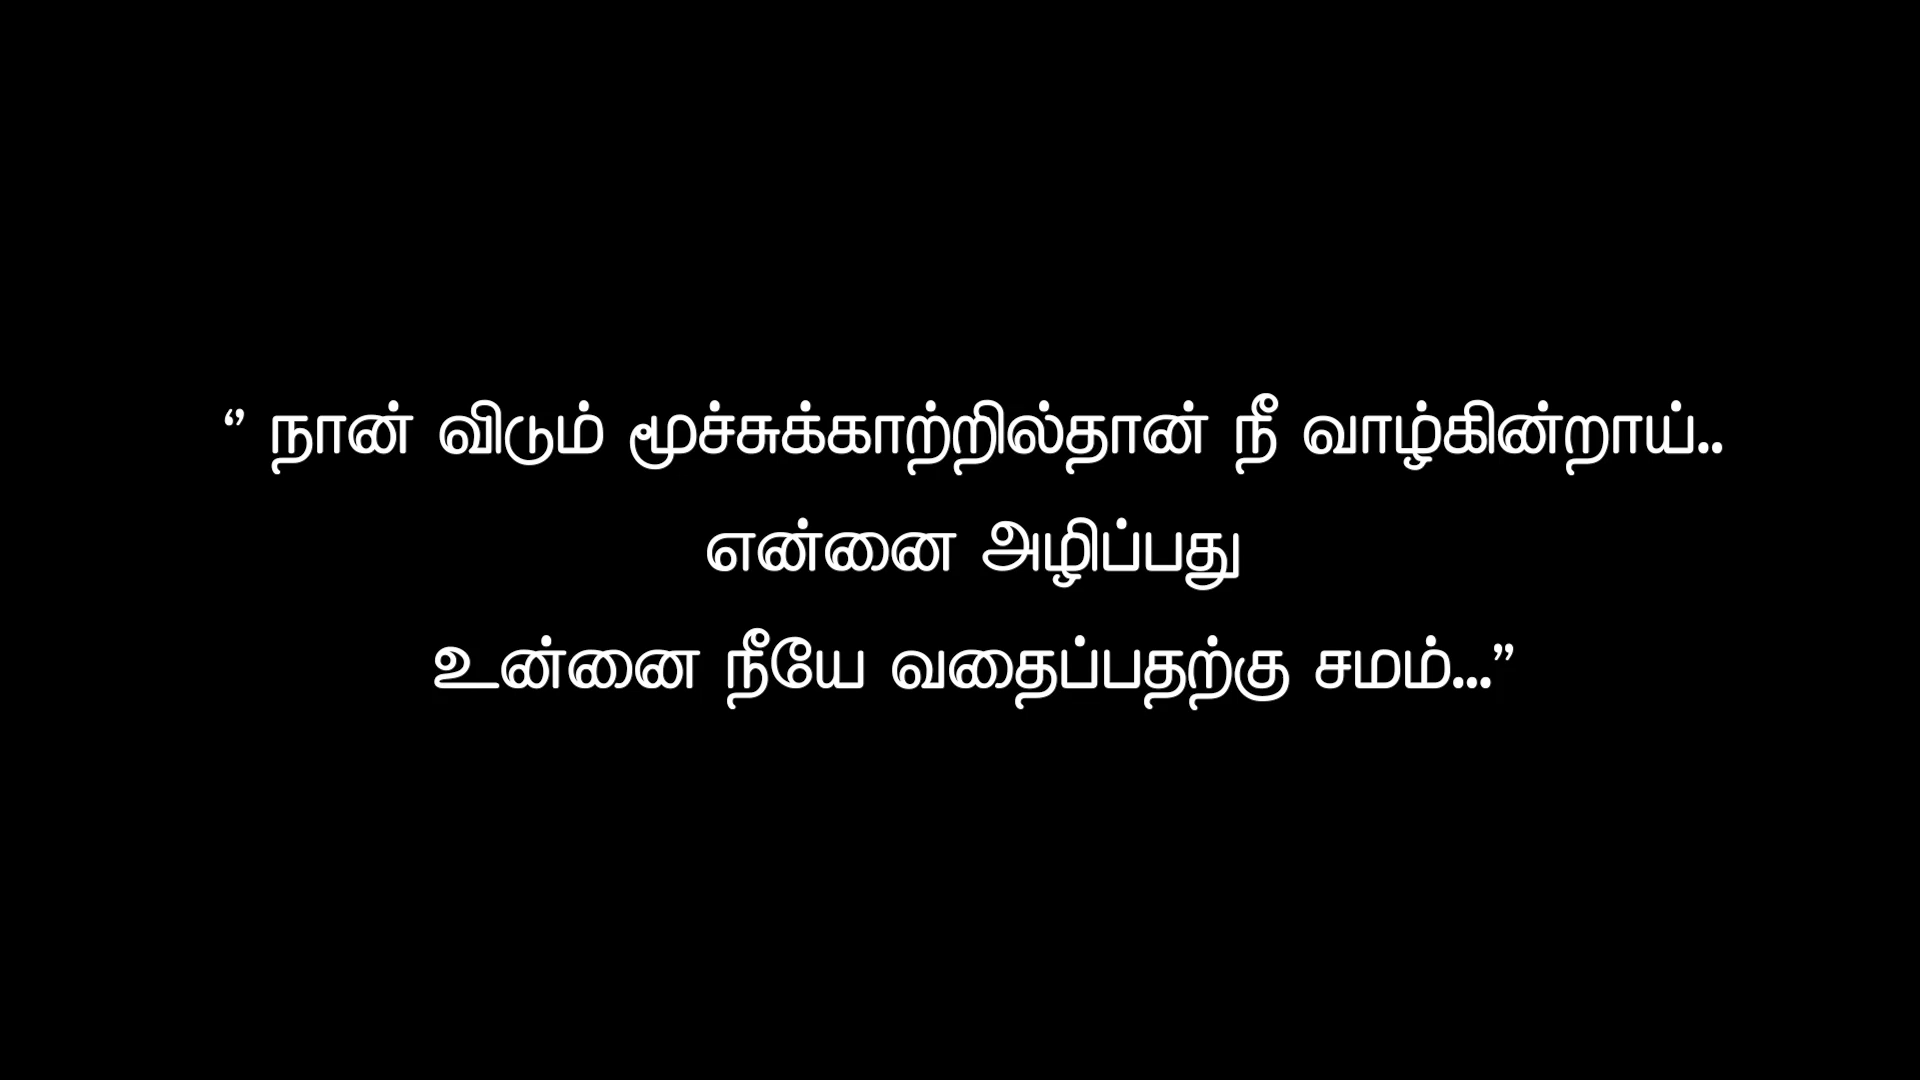 “ நான் விடும் மூச்சுக்காற்றில்தான் நீ வாழ்கின்றாய்..
என்னை அழிப்பது
உன்னை நீயே வதைப்பதற்கு சமம்...”